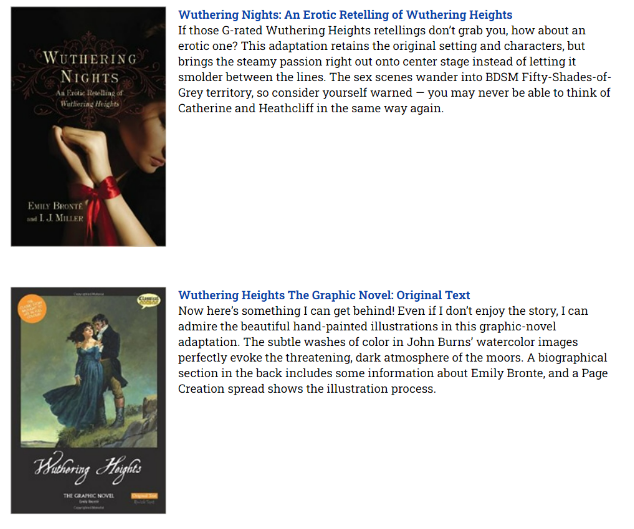 WUTHERING
NIGHTS
An Erotic Retelling of
Wuthering Heights
EMILY BRONTË
and I. J. MILLER
Wuthering Nights: An Erotic Retelling of Wuthering Heights
If those G-rated Wuthering Heights retellings don’t grab you, how about an
erotic one? This adaptation retains the original setting and characters, but
brings the steamy passion right out onto center stage instead of letting it
smolder between the lines. The sex scenes wander into BDSM Fifty-Shades-of-
Grey territory, so consider yourself warned — you may never be able to think of
Catherine and Heathcliff in the same way again.
Wuthering Heights
THE GRAPHIC NOVEL
Original Text
Wuthering Heights The Graphic Novel: Original Text
Now here’s something I can get behind! Even if I don’t enjoy the story, I can
admire the beautiful hand-painted illustrations in this graphic-novel
adaptation. The subtle washes of color in John Burns’ watercolor images
perfectly evoke the threatening, dark atmosphere of the moors. A biographical
section in the back includes some information about Emily Bronte, and a Page
Creation spread shows the illustration process.